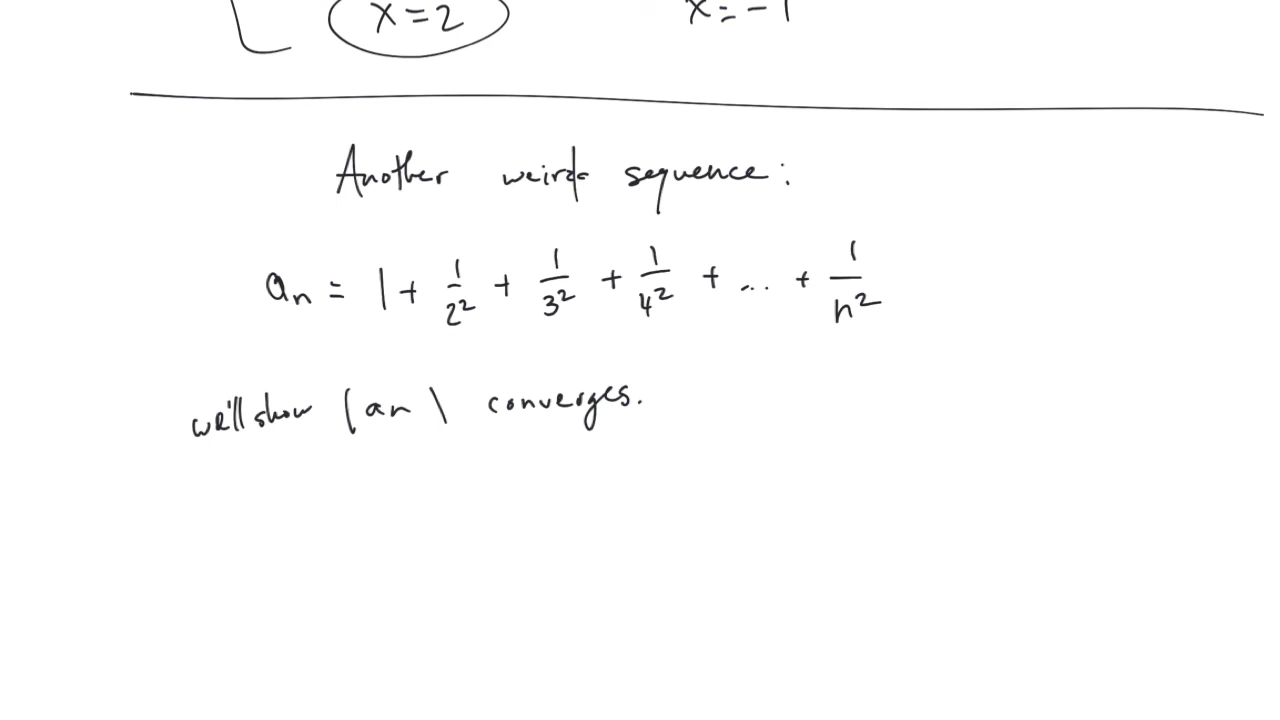 x=2 x=-1
Another weird sequence:
an = 1 + 1/2² + 1/3² + 1/4² + ... + 1/n²
we'll show (an) converges.